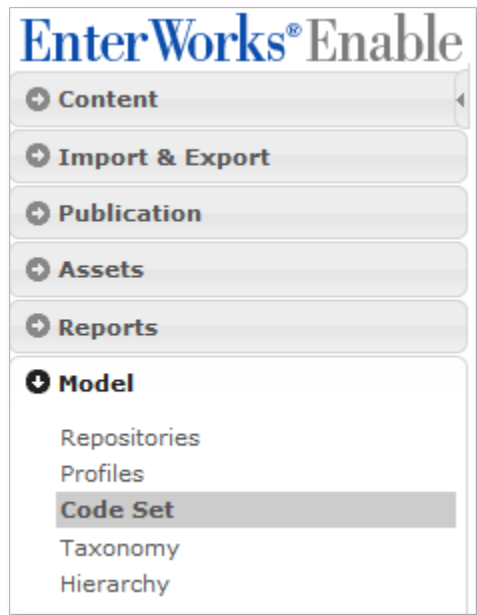 EnterWorks®Enable
Content
Import & Export
Publication
Assets
Reports
Model
Repositories
Profiles
Code Set
Taxonomy
Hierarchy